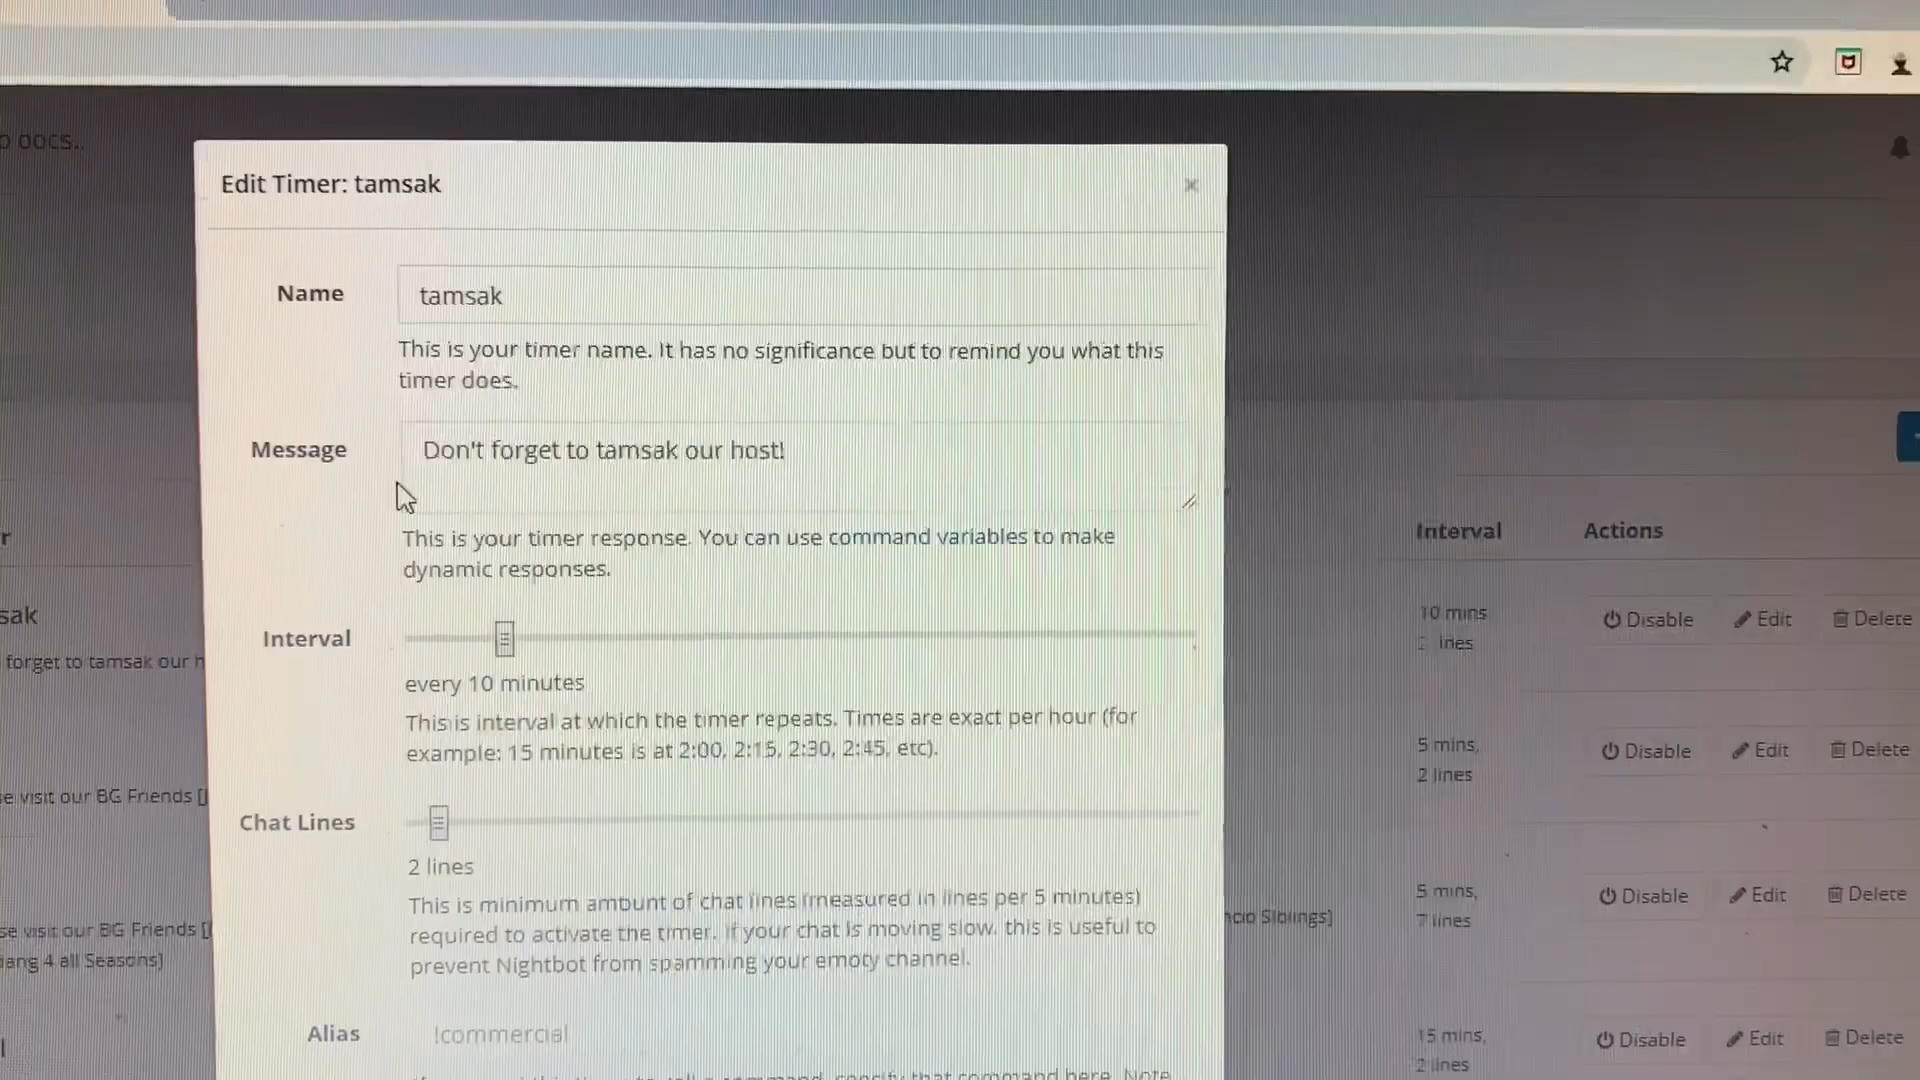 DOCS..
Edit Timer: tamsak
×
Name
tamsak
This is your timer name. It has no significance but to remind you what this
timer does.
Message
Don't forget to tamsak our host!
This is your timer response. You can use command variables to make
dynamic responses.
Interval
every 10 minutes
This is interval at which the timer repeats. Times are exact per hour (for
example: 15 minutes is at 2:00, 2:15, 2:30, 2:45, etc).
Chat Lines
2 lines
This is minimum amount of chat lines (measured in lines per 5 minutes)
required to activate the timer. If your chat is moving slow, this is useful to
prevent Nightbot from spamming your empty channel.
Alias
!commercial
that command here. Note
r
sak
forget to tamsak our h
se visit our BG Friends [
se visit our BG Friends [
ang 4 all Seasons]
Siblings]
Interval Actions
10 mins
lines
Disable Edit Delete
5 mins,
2 lines
Disable Edit Delete
5 mins,
7 lines
Disable Edit Delete
15 mins,
2 lines
Disable Edit Delete